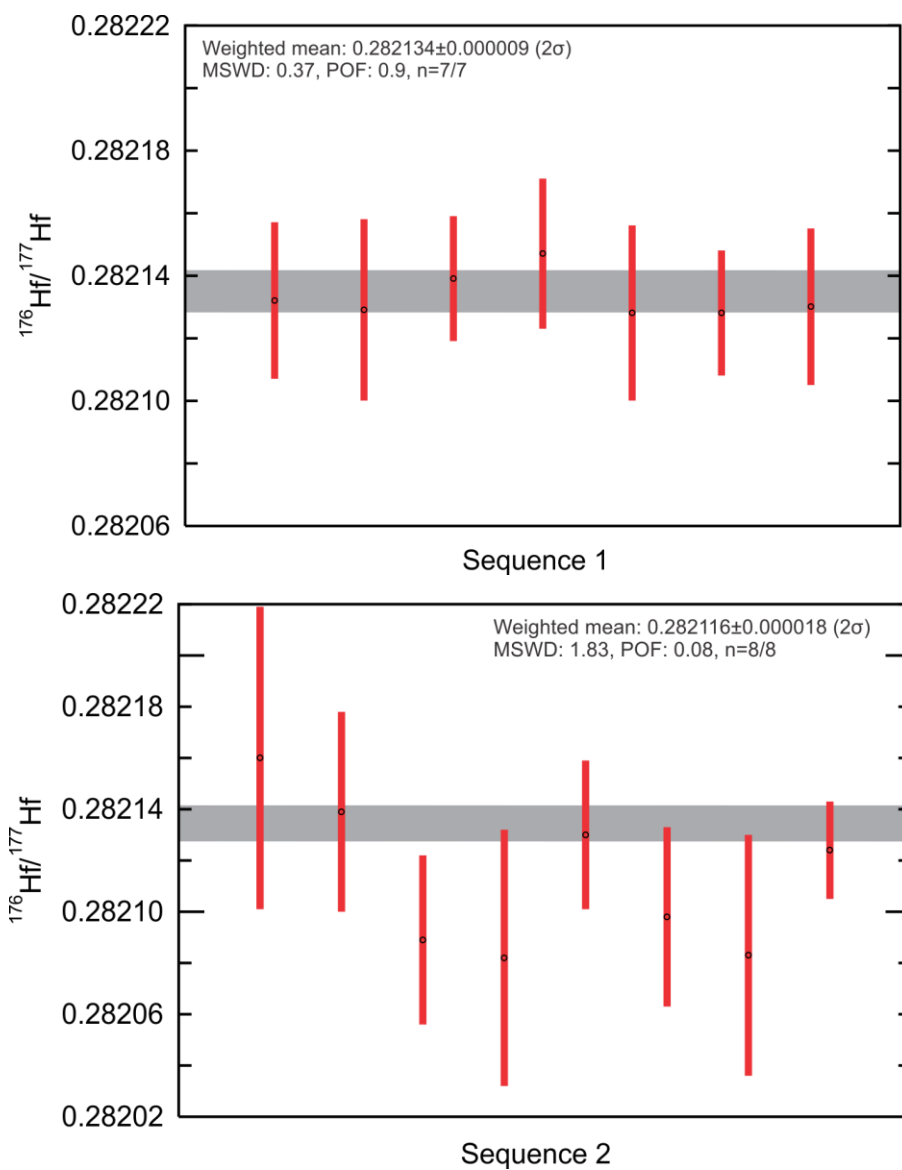 0.28222
Weighted mean: 0.282134±0.000009 (2σ)
MSWD: 0.37, POF: 0.9, n=7/7
0.28218
176Hf/177Hf
0.28214
0.28210
0.28206
Sequence 1
0.28222
Weighted mean: 0.282116±0.000018 (2σ)
MSWD: 1.83, POF: 0.08, n=8/8
0.28218
176Hf/177Hf
0.28214
0.28210
0.28206
0.28202
Sequence 2